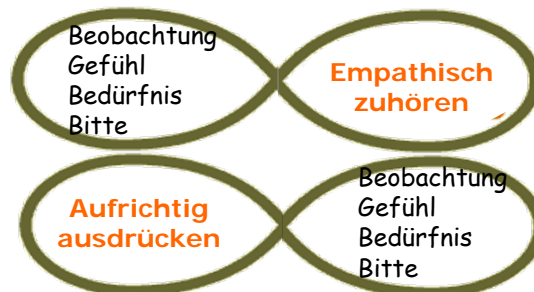 Beobachtung
Gefühl
Bedürfnis
Bitte
Empathisch
zuhören
Aufrichtig
ausdrücken
Beobachtung
Gefühl
Bedürfnis
Bitte